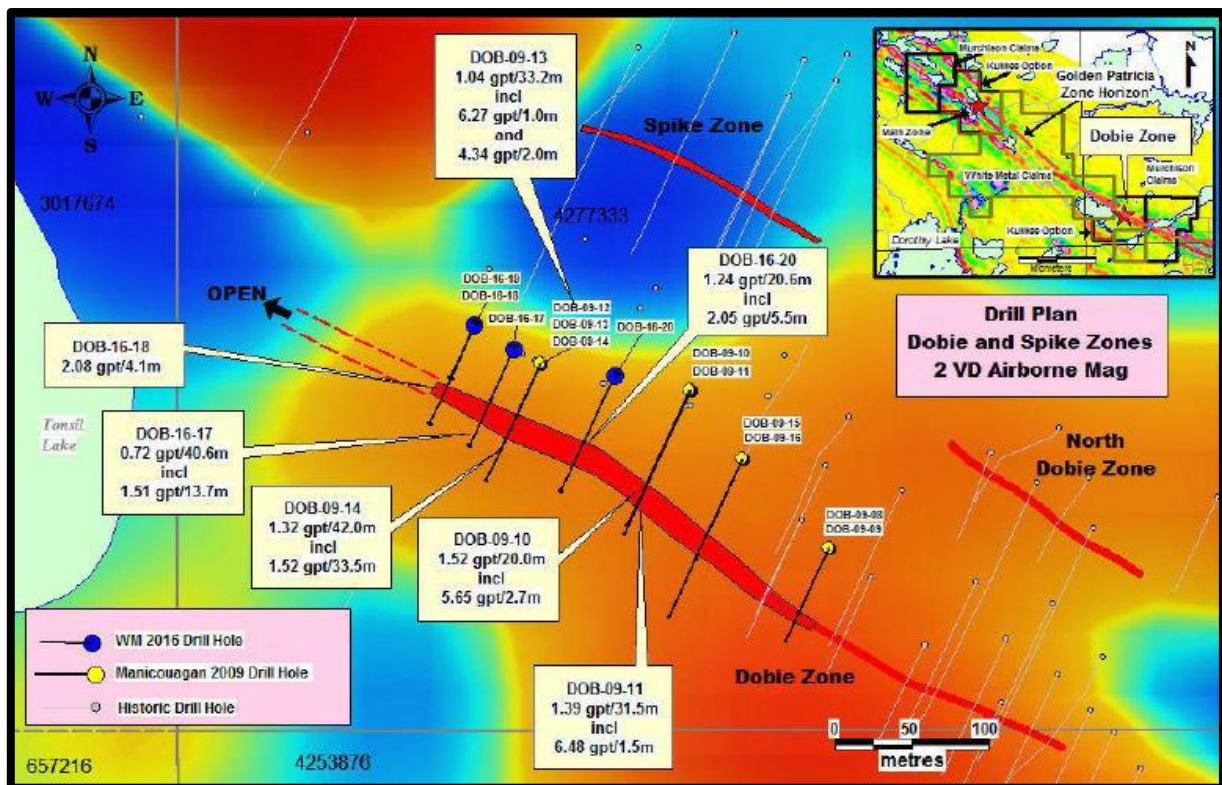 N
W E
S
DOB-09-13
1.04 gpt/33.2m
incl
6.27 gpt/1.0m
and
4.34 gpt/2.0m
Spike Zone
Murchison Claims
Kukkee Option
N
Golden Patricia
Zone Horizon
Main Zone
Dobie Zone
Murchison
Claims
White Metal Claims
Kukkee Option
Dorothy Lake
kilometers
3017674
4277333
DOB-16-20
1.24 gpt/20.6m
incl
2.05 gpt/5.5m
OPEN
DOB-16-19
DOB-16-18
DOB-16-17
DOB-09-12
DOB-09-13
DOB-09-14
DOB-16-20
DOB-09-10
DOB-09-11
Drill Plan
Dobie and Spike Zones
2 VD Airborne Mag
DOB-16-18
2.08 gpt/4.1m
Tonsil
Lake
DOB-16-17
0.72 gpt/40.6m
incl
1.51 gpt/13.7m
DOB-09-15
DOB-09-16
North
Dobie Zone
DOB-09-14
1.32 gpt/42.0m
incl
1.52 gpt/33.5m
DOB-09-10
1.52 gpt/20.0m
incl
5.65 gpt/2.7m
DOB-09-08
DOB-09-09
WM 2016 Drill Hole
Manicouagan 2009 Drill Hole
Historic Drill Hole
DOB-09-11
1.39 gpt/31.5m
incl
6.48 gpt/1.5m
Dobie Zone
0 50 100
metres
657216
4253876